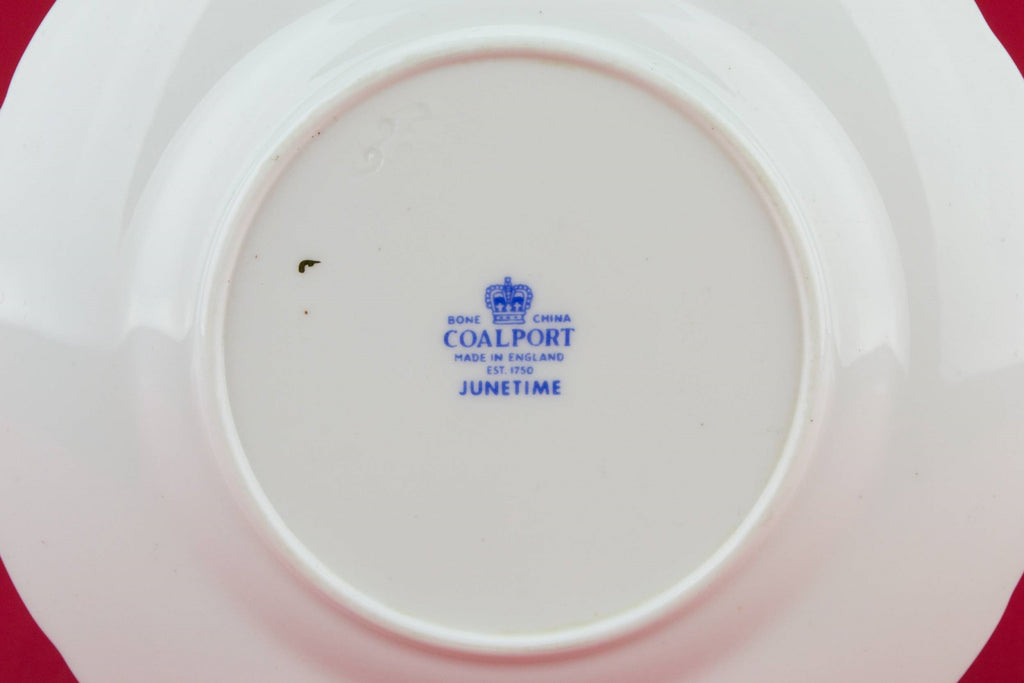 BONE CHINA
COALPORT
MADE IN ENGLAND
EST. 1750
JUNETIME